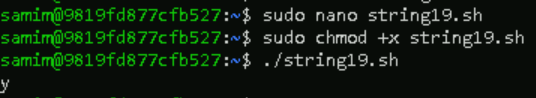 samim@9819fd877cfb527:~$ sudo nano string19.sh
samim@9819fd877cfb527:~$ sudo chmod +x string19.sh
samim@9819fd877cfb527:~$ ./string19.sh
y